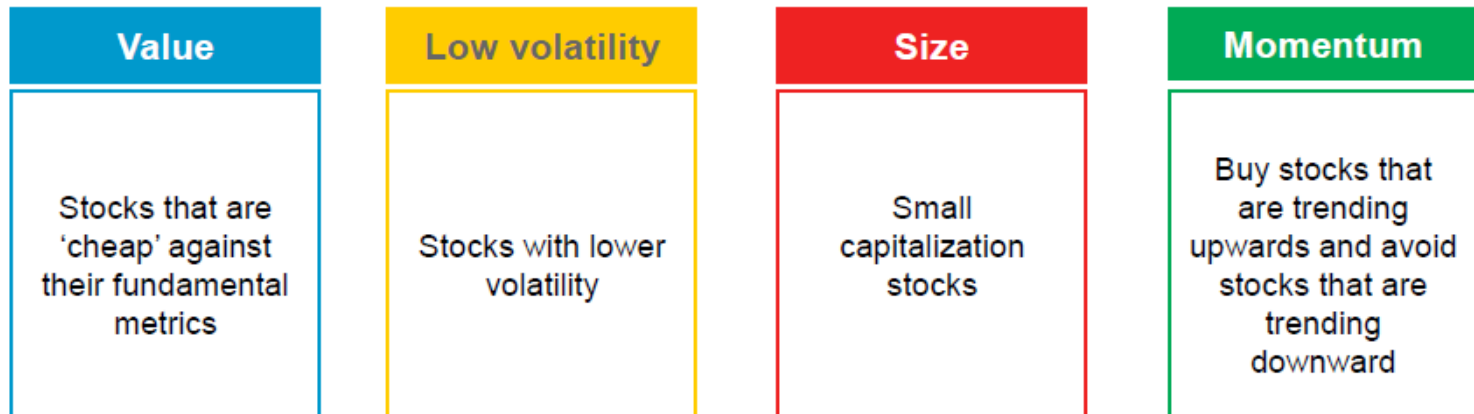 Value
Stocks that are
‘cheap’ against
their fundamental
metrics
Low volatility
Stocks with lower
volatility
Size
Small
capitalization
stocks
Momentum
Buy stocks that
are trending
upwards and avoid
stocks that are
trending
downward